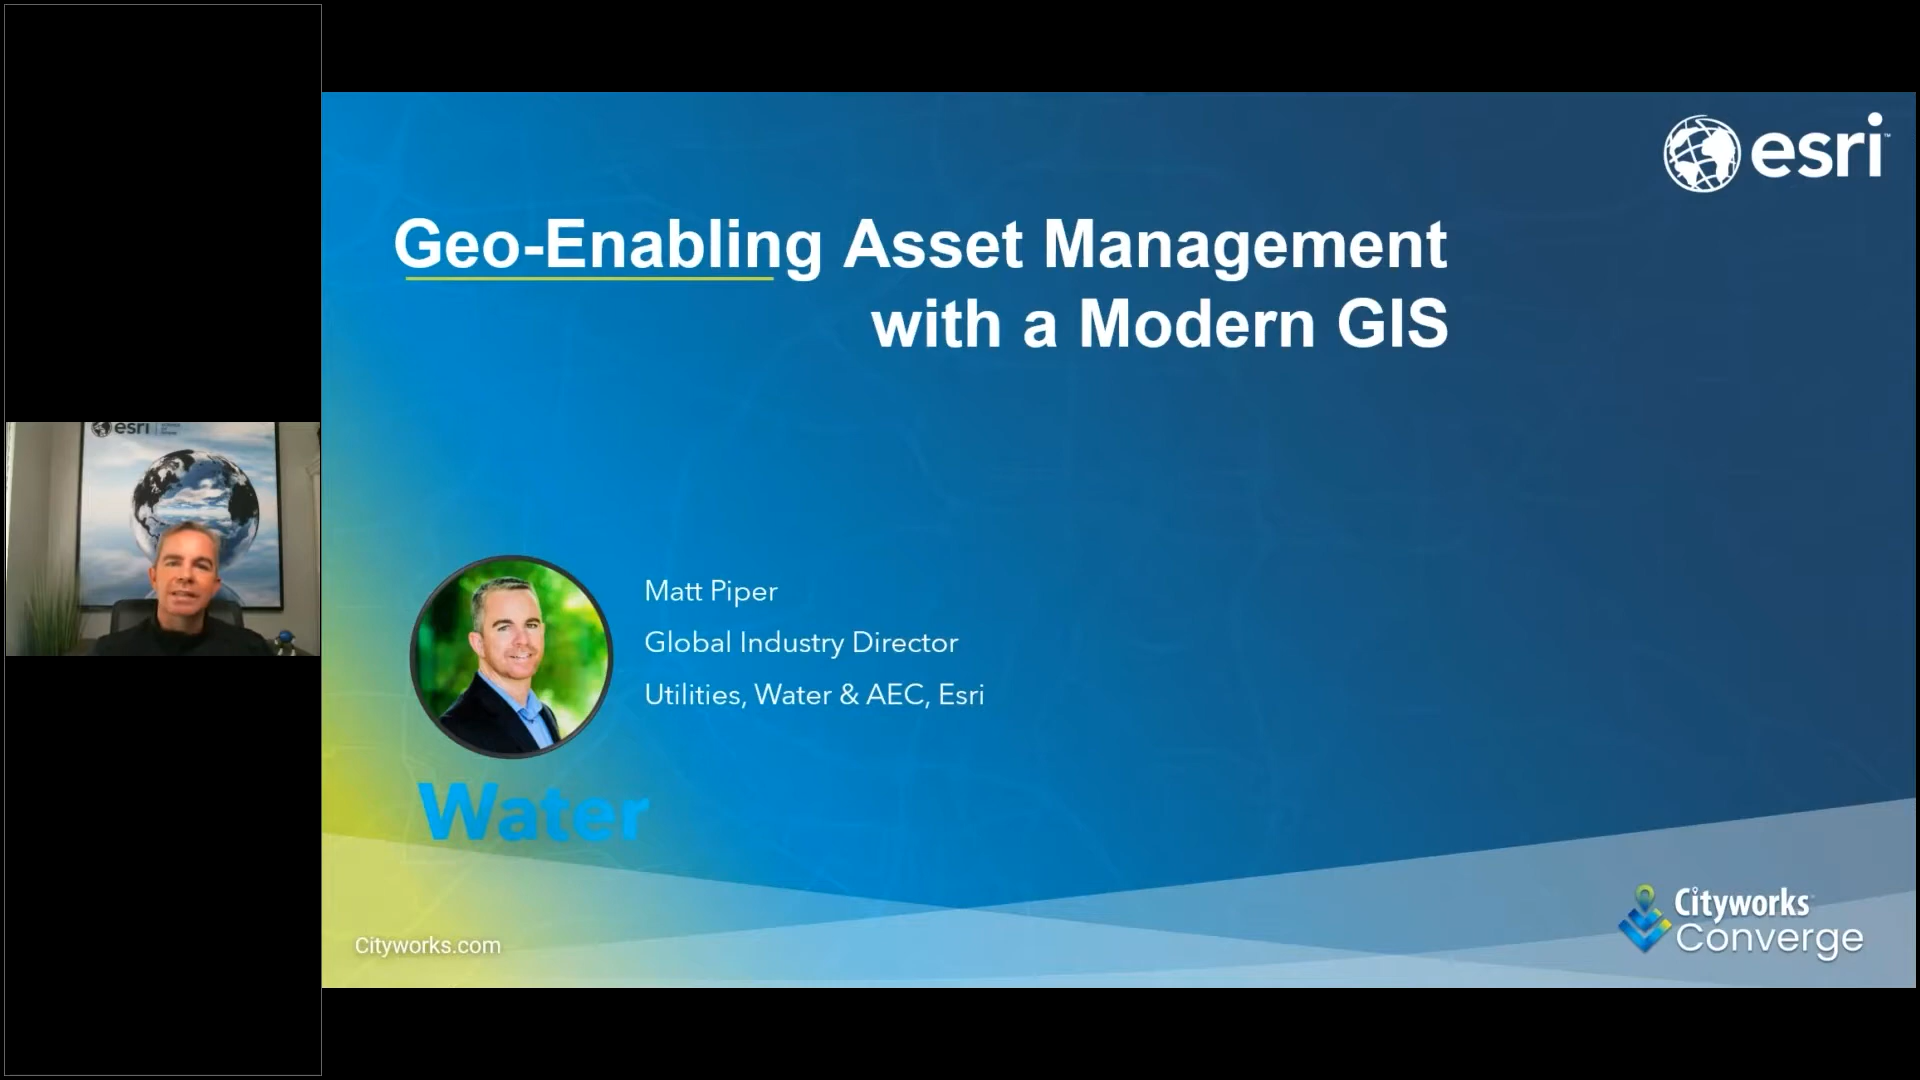 esri
esri
Geo-Enabling Asset Management
with a Modern GIS
Matt Piper
Global Industry Director
Utilities, Water & AEC, Esri
Water
Cityworks.com
Cityworks
Converge